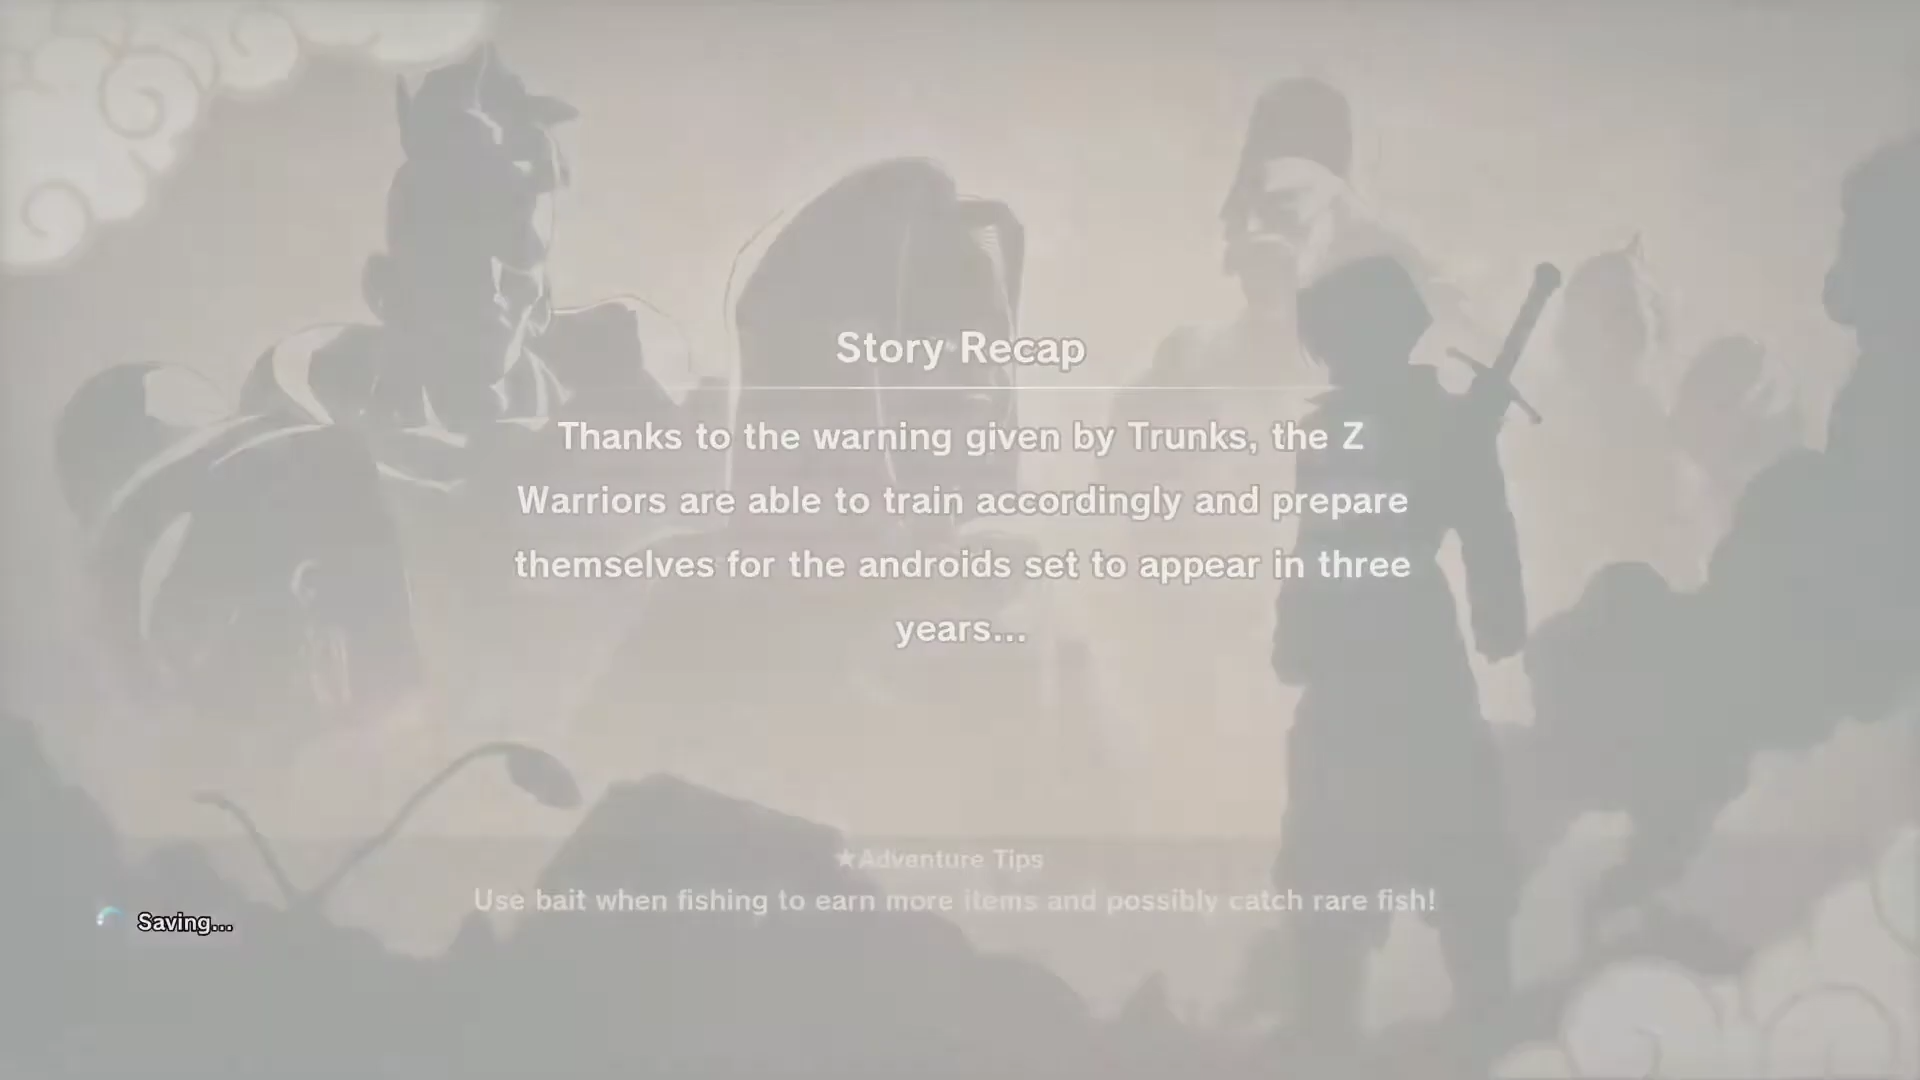 Story Recap
Thanks to the warning given by Trunks, the Z
Warriors are able to train accordingly and prepare
themselves for the androids set to appear in three
years...
★Adventure Tips
Use bait when fishing to earn more items and possibly catch rare fish!
Saving...